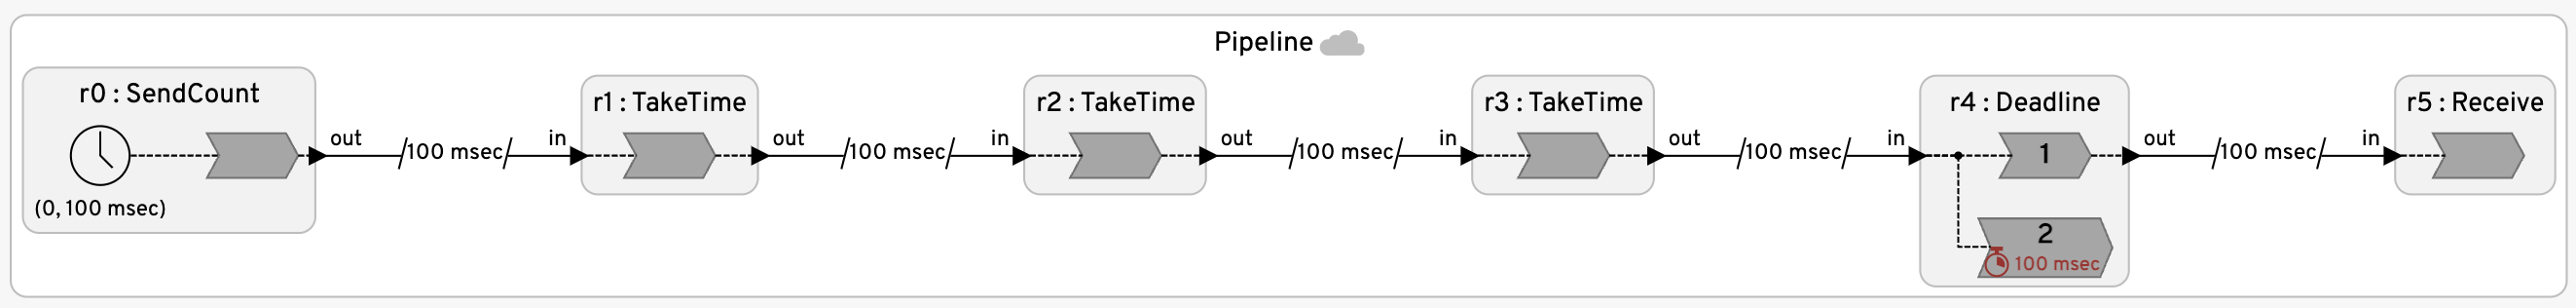 Pipeline
r0 : SendCount
(0, 100 msec)
out
100 msec
in
r1 : TakeTime
out
100 msec
in
r2 : TakeTime
out
100 msec
in
r3 : TakeTime
out
100 msec
in
r4 : Deadline
1
2
100 msec
out
100 msec
in
r5 : Receive